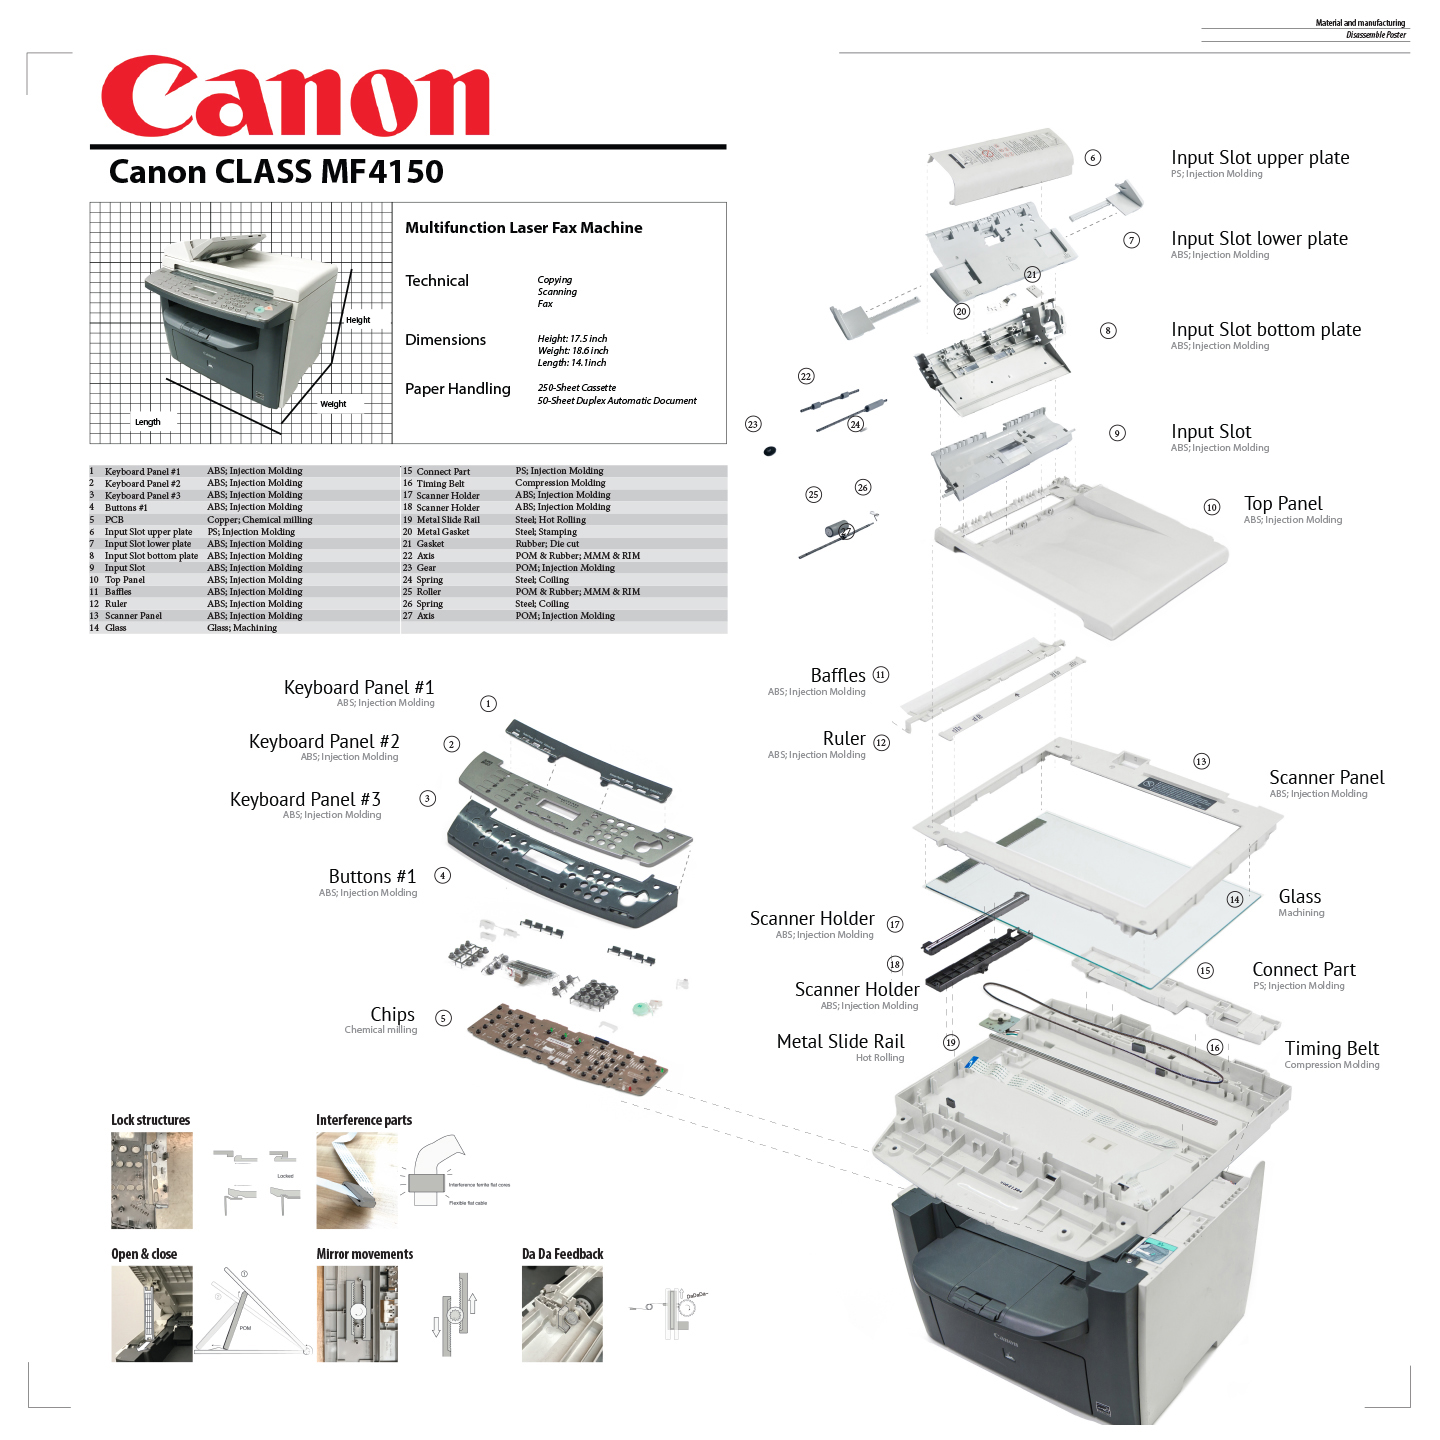 Material and manufacturing
Disassemble Poster
Canon
Canon CLASS MF4150
Multifunction Laser Fax Machine
Technical
Copying
Scanning
Fax
Dimensions
Height: 17.5 inch
Weight: 18.6 inch
Length: 14.1inch
Paper Handling
250-Sheet Cassette
50-Sheet Duplex Automatic Document
Height
Weight
Length
1 Keyboard Panel #1 ABS; Injection Molding
2 Keyboard Panel #2 ABS; Injection Molding
3 Keyboard Panel #3 ABS; Injection Molding
4 Buttons #1 ABS; Injection Molding
5 PCB Copper; Chemical milling
6 Input Slot upper plate PS; Injection Molding
7 Input Slot lower plate ABS; Injection Molding
8 Input Slot bottom plate ABS; Injection Molding
9 Input Slot ABS; Injection Molding
10 Top Panel ABS; Injection Molding
11 Baffles ABS; Injection Molding
12 Ruler ABS; Injection Molding
13 Scanner Panel ABS; Injection Molding
14 Glass Glass; Machining
15 Connect Part PS; Injection Molding
16 Timing Belt Compression Molding
17 Scanner Holder ABS; Injection Molding
18 Scanner Holder ABS; Injection Molding
19 Metal Slide Rail Steel; Hot Rolling
20 Metal Gasket Steel; Stamping
21 Gasket Rubber; Die cut
22 Axis POM & Rubber; MMM & RIM
23 Gear POM; Injection Molding
24 Spring Steel; Coiling
25 Roller POM & Rubber; MMM & RIM
26 Spring Steel; Coiling
27 Axis POM; Injection Molding
6
Input Slot upper plate
PS; Injection Molding
7
Input Slot lower plate
ABS; Injection Molding
21
20
8
Input Slot bottom plate
ABS; Injection Molding
22
23
24
9
Input Slot
ABS; Injection Molding
25
26
27
10
Top Panel
ABS; Injection Molding
Baffles
ABS; Injection Molding
11
Ruler
ABS; Injection Molding
12
13
Scanner Panel
ABS; Injection Molding
Keyboard Panel #1
ABS; Injection Molding
1
Keyboard Panel #2
ABS; Injection Molding
2
Keyboard Panel #3
ABS; Injection Molding
3
Buttons #1
ABS; Injection Molding
4
Chips
Chemical milling
5
14
Glass
Machining
Scanner Holder
ABS; Injection Molding
17
18
Scanner Holder
ABS; Injection Molding
15
Connect Part
PS; Injection Molding
Metal Slide Rail
Hot Rolling
19
16
Timing Belt
Compression Molding
Lock structures
Locked
Interference parts
Interference ferrite flat cores
Flexible flat cable
Open & close
1
2
POM
Mirror movements
Da Da Feedback
DaDaDa~
Canon